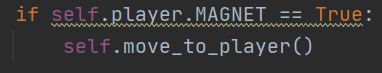 if self.player.MAGNET == True:
    self.move_to_player()